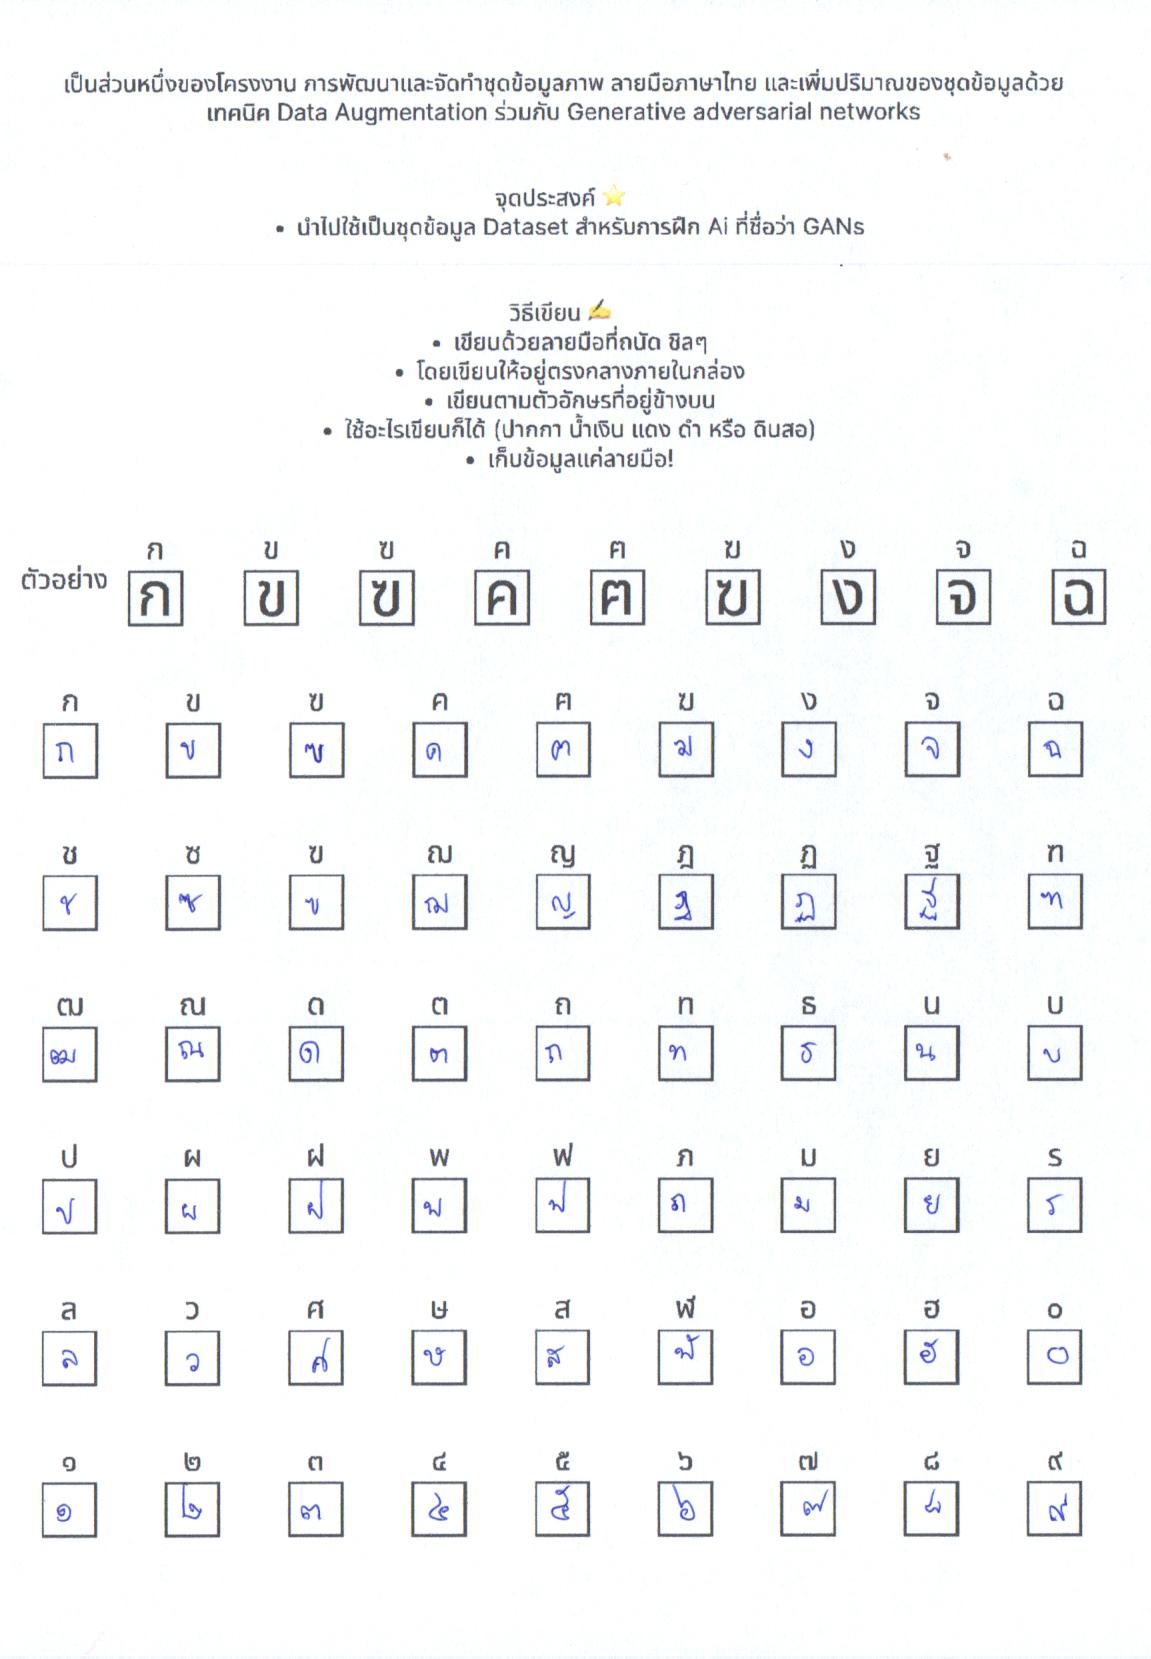 เป็นส่วนหนึ่งของโครงงาน การพัฒนาและจัดทำชุดข้อมูลภาพ ลายมือภาษาไทย และเพิ่มปริมาณของชุดข้อมูลด้วย
เทคนิค Data Augmentation ร่วมกับ Generative adversarial networks
จุดประสงค์ ⭐
• นำไปใช้เป็นชุดข้อมูล Dataset สำหรับการฝึก Ai ที่ชื่อว่า GANs
วิธีเขียน ✍
• เขียนด้วยลายมือที่ถนัด ชิลๆ
• โดยเขียนให้อยู่ตรงกลางภายในกล่อง
• เขียนตามตัวอักษรที่อยู่ข้างบน
• ใช้อะไรเขียนก็ได้ (ปากกา น้ำเงิน แดง ดำ หรือ ดินสอ)
• เก็บข้อมูลแค่ลายมือ!
ก ข ฃ ค ฅ ฆ ง จ ฉ
ตัวอย่าง ก ข ฃ ค ฅ ฆ ง จ ฉ
ก ข ฃ ค ฅ ฆ ง จ ฉ
ก ข ฃ ค ฅ ฆ ง จ ฉ
ช ซ ฃ ฌ ญ ฎ ฏ ฐ ฑ
ช ซ ฃ ฌ ญ ฎ ฏ ฐ ฑ
ฒ ณ ด ต ถ ท ธ น บ
ฒ ณ ด ต ถ ท ธ น บ
ป ผ ฝ พ ฟ ภ ม ย ร
ป ผ ฝ พ ฟ ภ ม ย ร
ล ว ศ ษ ส ฬ อ ฮ ๐
ล ว ศ ษ ส ฬ อ ฮ ๐
๑ ๒ ๓ ๔ ๕ ๖ ๗ ๘ ๙
๑ ๒ ๓ ๔ ๕ ๖ ๗ ๘ ๙